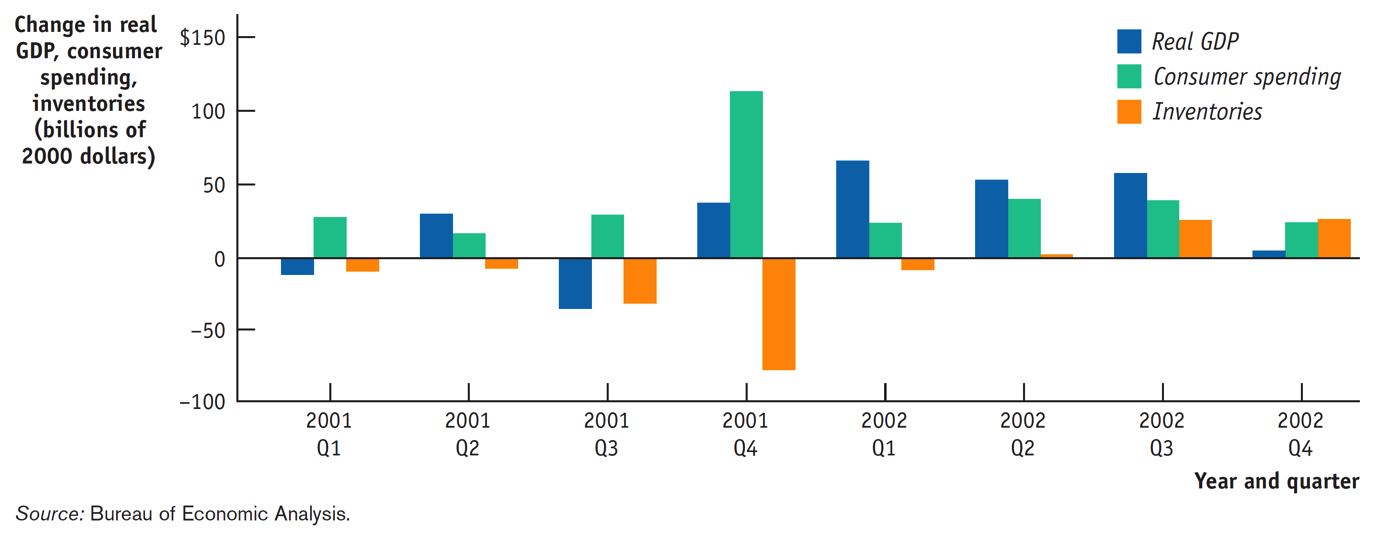 Change in real
GDP, consumer
spending,
inventories
(billions of
2000 dollars)
$150
100
50
0
–50
–100
Real GDP
Consumer spending
Inventories
2001 2001 2001 2001 2002 2002 2002 2002
Q1 Q2 Q3 Q4 Q1 Q2 Q3 Q4
Year and quarter
Source: Bureau of Economic Analysis.